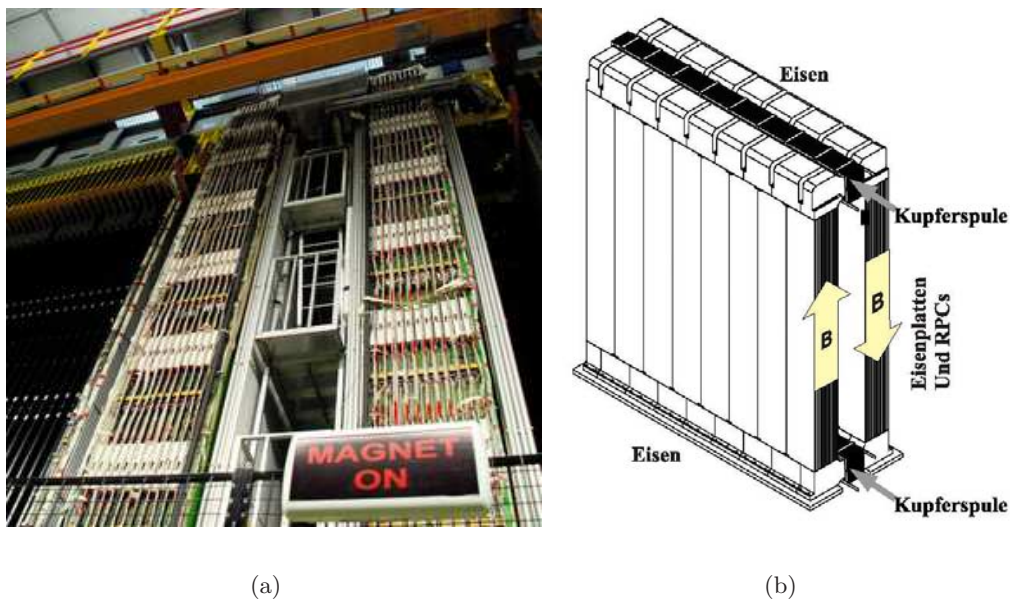 MAGNET
ON
Eisen
Kupferspule
B
B
Eisenplatten
Und RPCs
Eisen
Kupferspule
(a)
(b)